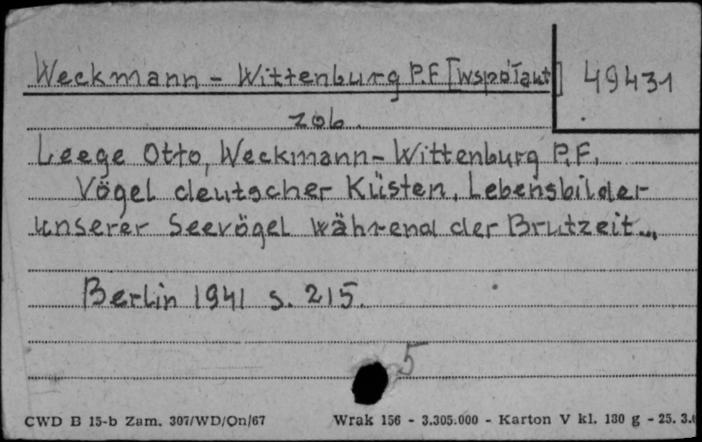 Weckmann - Wittenburg P.F. [współaut] 49431
zob.
Leege Otto, Weckmann-Wittenburg P.F.
Vögel deutscher Küsten. Lebensbilder
unserer Seevögel während der Brutzeit...
Berlin 1941 s. 215.
5
CWD B 15-b Zam. 307/WD/On/67 Wrak 156 - 3.305.000 - Karton V kl. 180 g - 25. 3.